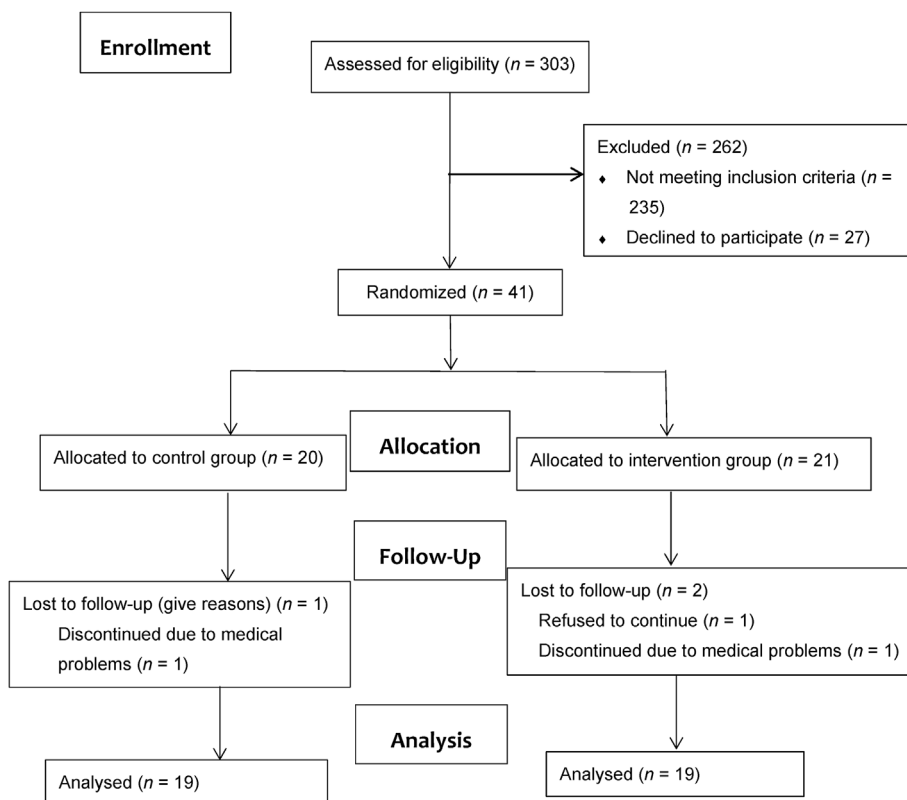 Enrollment
Assessed for eligibility (n = 303)
Excluded (n = 262)
♦ Not meeting inclusion criteria (n =
235)
♦ Declined to participate (n = 27)
Randomized (n = 41)
Allocation
Allocated to control group (n = 20)
Allocated to intervention group (n = 21)
Follow-Up
Lost to follow-up (give reasons) (n = 1)
Discontinued due to medical
problems (n = 1)
Lost to follow-up (n = 2)
Refused to continue (n = 1)
Discontinued due to medical problems (n = 1)
Analysis
Analysed (n = 19)
Analysed (n = 19)